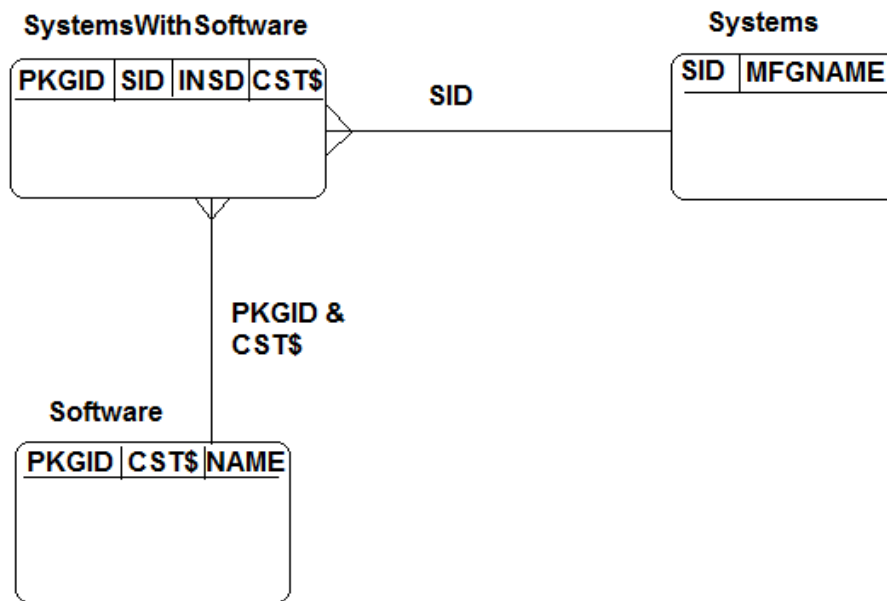 SystemsWithSoftware
PKGID SID INSD CST$
SID
Systems
SID MFGNAME
PKGID &
CST$
Software
PKGID CST$ NAME